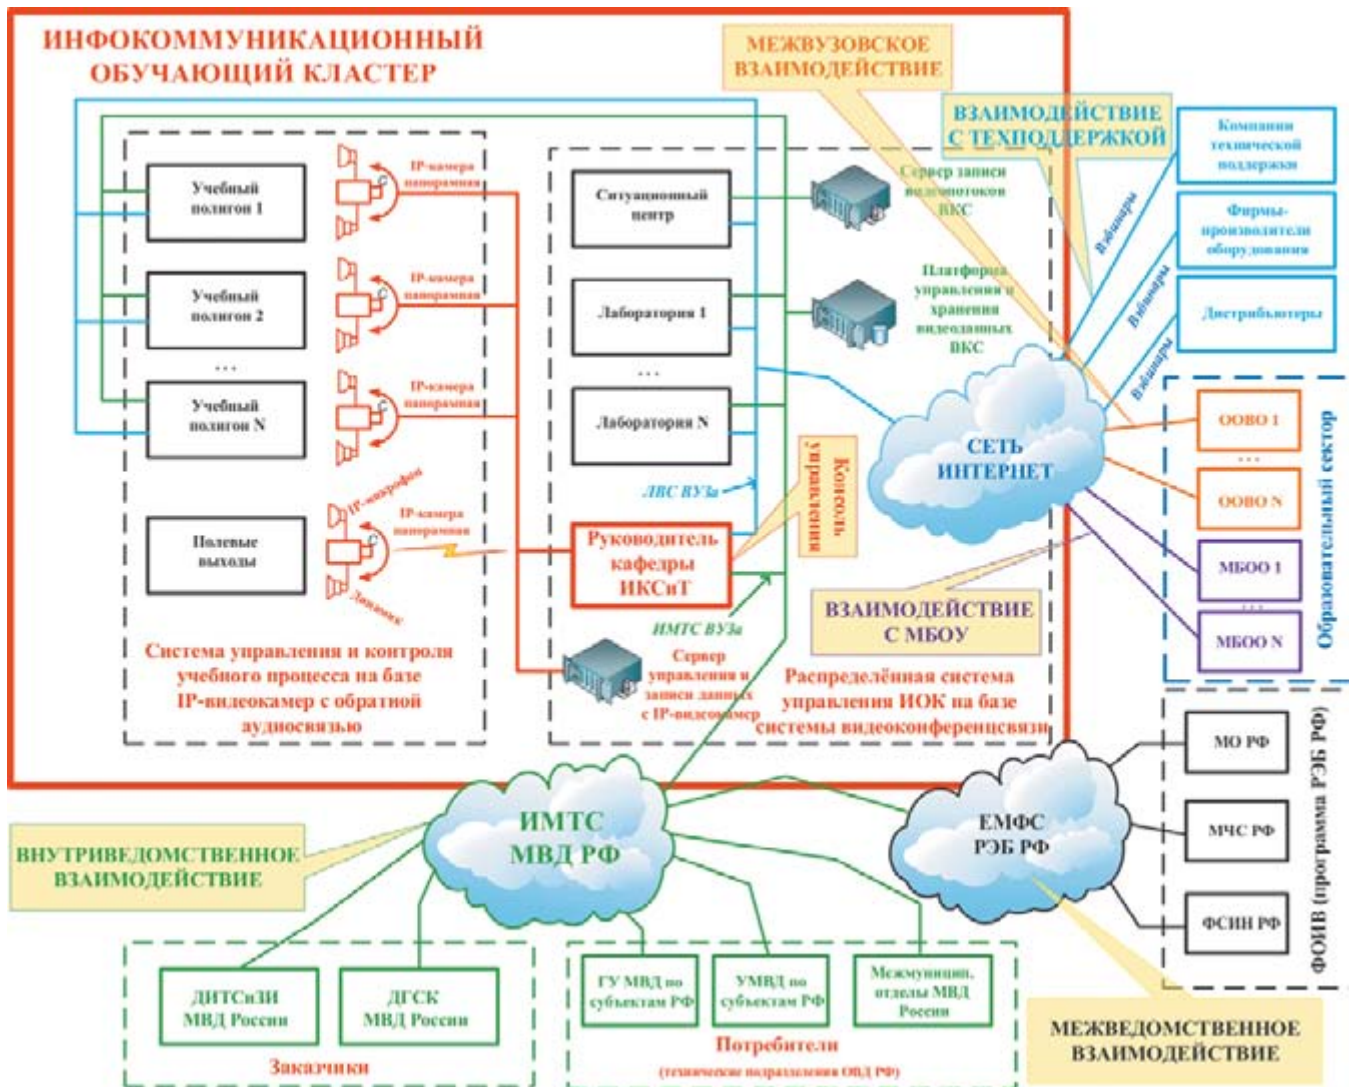 ИНФОКОММУНИКАЦИОННЫЙ
ОБУЧАЮЩИЙ КЛАСТЕР
МЕЖВУЗОВСКОЕ
ВЗАИМОДЕЙСТВИЕ
ВЗАИМОДЕЙСТВИЕ
С ТЕХПОДДЕРЖКОЙ
Компании
технической
поддержки
Фирмы-
производители
оборудования
Дистрибьютеры
Вэбинары
Вэбинары
Вэбинары
Учебный
полигон 1
IP-камера
панорамная
Учебный
полигон 2
IP-камера
панорамная
...
Учебный
полигон N
IP-камера
панорамная
Полевые
выходы
IP-микрофон
IP-камера
панорамная
Динамик
Система управления и контроля
учебного процесса на базе
IP-видеокамер с обратной
аудиосвязью
Ситуационный
центр
Лаборатория 1
...
Лаборатория N
ЛВС ВУЗа
Руководитель
кафедры
ИКСиТ
ИМТС ВУЗа
Консоль
управления
Сервер записи
видеопотоков
ВКС
Платформа
управления и
хранения
видеоданных
ВКС
Сервер
управления и
записи данных
с IP-видеокамер
Распределённая система
управления ИОК на базе
системы видеоконференцсвязи
СЕТЬ
ИНТЕРНЕТ
ВЗАИМОДЕЙСТВИЕ
С МБОУ
ООВО 1
...
ООВО N
МБОО 1
...
МБОО N
Образовательный сектор
МО РФ
МЧС РФ
ФСИН РФ
ФОИВ (программа РЭБ РФ)
ЕМФС
РЭБ РФ
МЕЖВЕДОМСТВЕННОЕ
ВЗАИМОДЕЙСТВИЕ
ИМТС
МВД РФ
ВНУТРИВЕДОМСТВЕННОЕ
ВЗАИМОДЕЙСТВИЕ
ДИТСиЗИ
МВД России
ДГСК
МВД России
Заказчики
ГУ МВД по
субъектам РФ
УМВД по
субъектам РФ
Межмуницип.
отделы МВД
России
Потребители
(технические подразделения ОВД РФ)